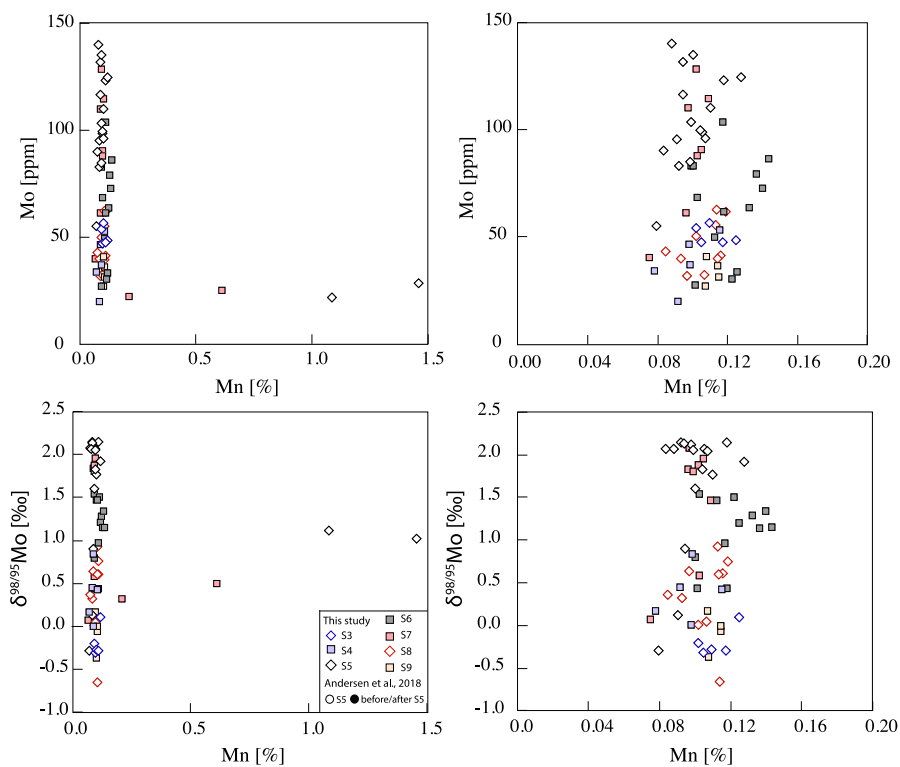 150
100
50
0
Mo [ppm]
0.0 0.5 1.0 1.5
Mn [%]
150
100
50
0
Mo [ppm]
0.00 0.04 0.08 0.12 0.16 0.20
Mn [%]
2.5
2.0
1.5
1.0
0.5
0.0
-0.5
-1.0
δ98/95Mo [‰]
0.0 0.5 1.0 1.5
Mn [%]
This study
S3
S4
S5
S6
S7
S8
S9
Andersen et al., 2018
S5 before/after S5
2.5
2.0
1.5
1.0
0.5
0.0
-0.5
-1.0
δ98/95Mo [‰]
0.0 0.04 0.08 0.12 0.16 0.20
Mn [%]